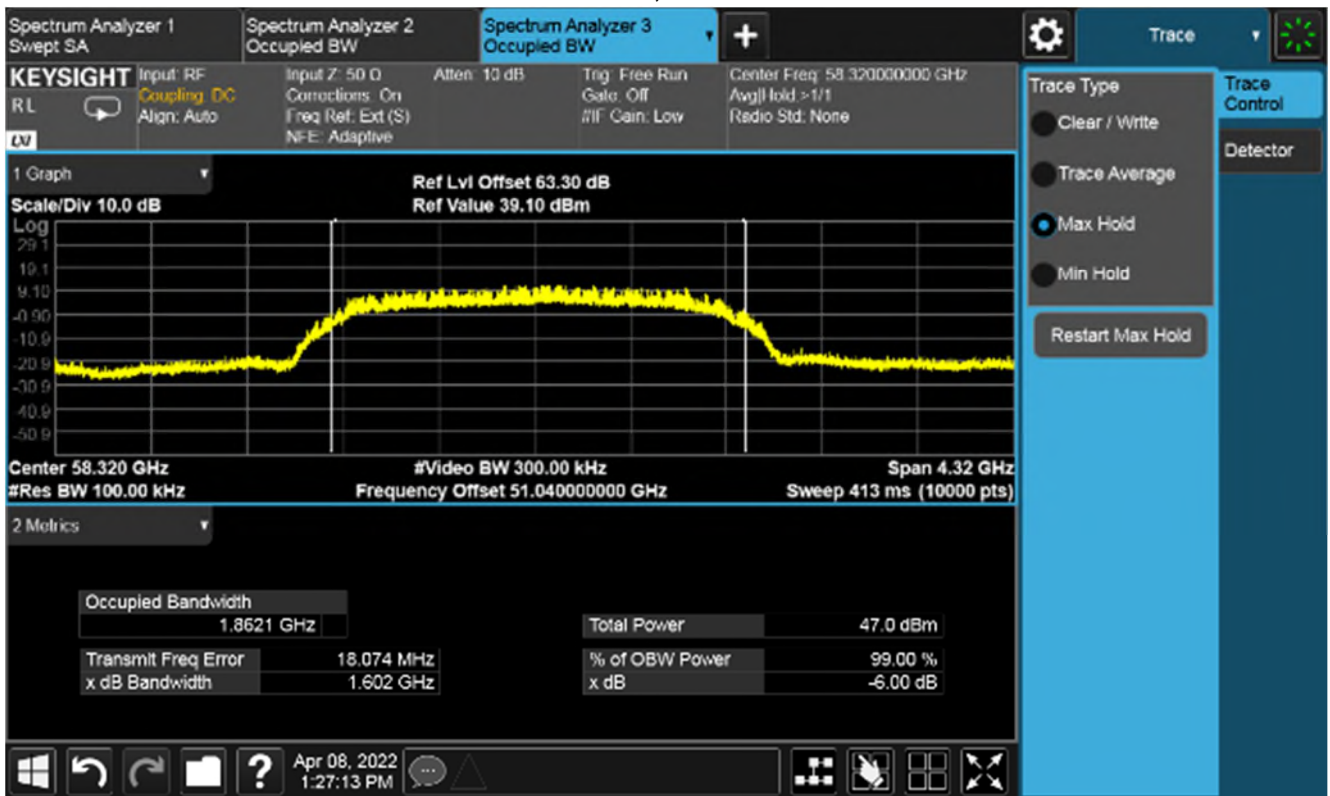 Spectrum Analyzer 1
Swept SA
Spectrum Analyzer 2
Occupied BW
Spectrum Analyzer 3
Occupied BW
Trace
KEYSIGHT
RL
LXI
Input: RF
Coupling: DC
Align: Auto
Input Z: 50 Ω
Corrections: On
Freq Ref: Ext (S)
NFE: Adaptive
Atten: 10 dB
Trig: Free Run
Gate: Off
#IF Gain: Low
Center Freq: 58.320000000 GHz
Avg|Hold:>1/1
Radio Std: None
Trace Type
Clear / Write
Trace Average
Max Hold
Min Hold
Restart Max Hold
Trace
Control
Detector
1 Graph
Scale/Div 10.0 dB
Ref Lvl Offset 63.30 dB
Ref Value 39.10 dBm
Log
29.1
19.1
9.10
-0.90
-10.9
-20.9
-30.9
-40.9
-50.9
Center 58.320 GHz
#Video BW 300.00 kHz
Span 4.32 GHz
#Res BW 100.00 kHz
Frequency Offset 51.040000000 GHz
Sweep 413 ms (10000 pts)
2 Metrics
Occupied Bandwidth
1.8621 GHz
Total Power 47.0 dBm
Transmit Freq Error 18.074 MHz
% of OBW Power 99.00 %
x dB Bandwidth 1.602 GHz
x dB -6.00 dB
?
Apr 08, 2022
1:27:13 PM